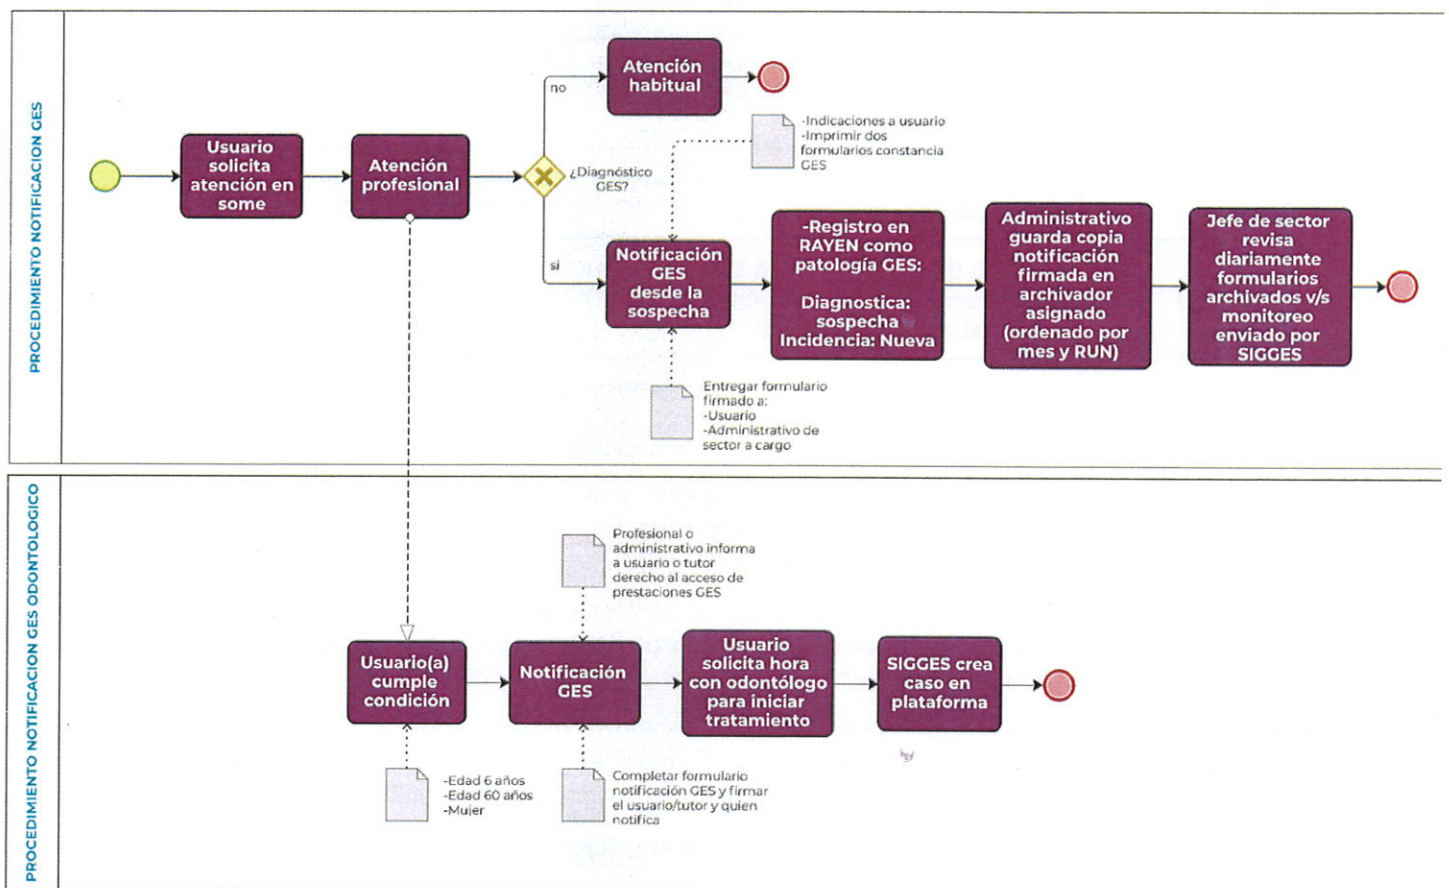 PROCEDIMIENTO NOTIFICACION GES
Usuario
solicita
atención en
some
Atención
profesional
¿Diagnóstico
GES?
no
si
Atención
habitual
-Indicaciones a usuario
-Imprimir dos
formularios constancia
GES
Notificación
GES
desde la
sospecha
Entregar formulario
firmado a:
-Usuario
-Administrativo de
sector a cargo
-Registro en
RAYEN como
patología GES:
Diagnostica:
sospecha
Incidencia: Nueva
Administrativo
guarda copia
notificación
firmada en
archivador
asignado
(ordenado por
mes y RUN)
Jefe de sector
revisa
diariamente
formularios
archivados v/s
monitoreo
enviado por
SIGGES
PROCEDIMIENTO NOTIFICACION GES ODONTOLOGICO
Usuario(a)
cumple
condición
-Edad 6 años
-Edad 60 años
-Mujer
Profesional o
administrativo informa
a usuario o tutor
derecho al acceso de
prestaciones GES
Notificación
GES
Completar formulario
notificación GES y firmar
el usuario/tutor y quien
notifica
Usuario
solicita hora
con odontólogo
para iniciar
tratamiento
SIGGES crea
caso en
plataforma